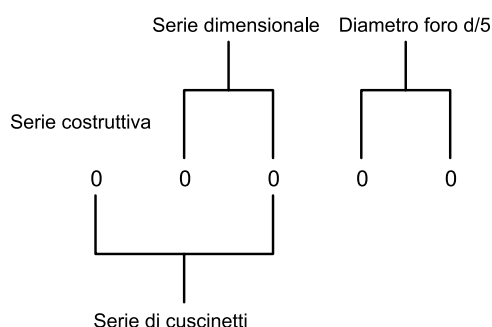 Serie dimensionale Diametro foro d/5
Serie costruttiva
0 0 0 0 0
Serie di cuscinetti